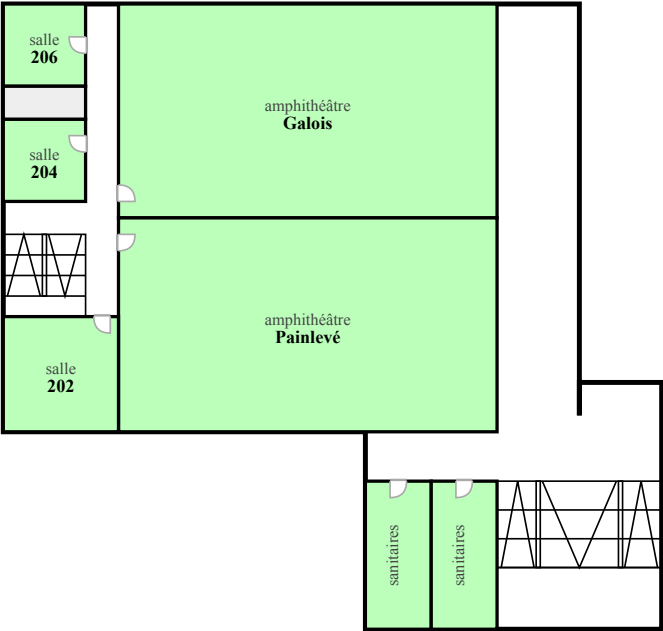 salle
206
amphithéâtre
Galois
salle
204
amphithéâtre
Painlevé
salle
202
sanitaires
sanitaires